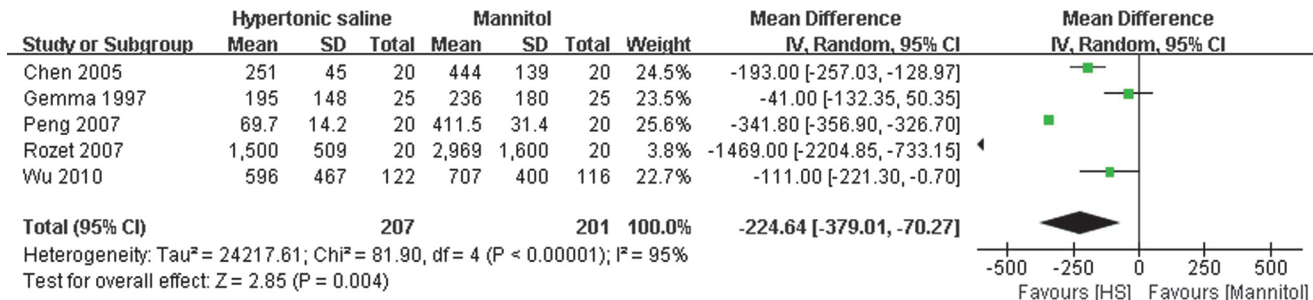 Hypertonic saline Mannitol Mean Difference Mean Difference
Study or Subgroup Mean SD Total Mean SD Total Weight IV, Random, 95% CI IV, Random, 95% CI
Chen 2005 251 45 20 444 139 20 24.5% -193.00 [-257.03, -128.97]
Gemma 1997 195 148 25 236 180 25 23.5% -41.00 [-132.35, 50.35]
Peng 2007 69.7 14.2 20 411.5 31.4 20 25.6% -341.80 [-356.90, -326.70]
Rozet 2007 1,500 509 20 2,969 1,600 20 3.8% -1469.00 [-2204.85, -733.15]
Wu 2010 596 467 122 707 400 116 22.7% -111.00 [-221.30, -0.70]
Total (95% CI) 207 201 100.0% -224.64 [-379.01, -70.27]
Heterogeneity: Tau² = 24217.61; Chi² = 81.90, df = 4 (P < 0.00001); I² = 95%
Test for overall effect: Z = 2.85 (P = 0.004)
-500 -250 0 250 500
Favours [HS] Favours [Mannitol]